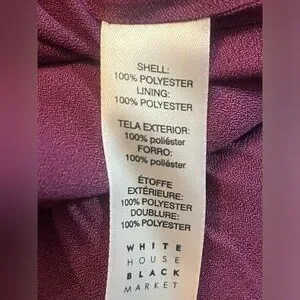 SHELL:
100% POLYESTER
LINING:
100% POLYESTER
TELA EXTERIOR:
100% poliéster
FORRO:
100% poliéster
ÉTOFFE
EXTÉRIEURE:
100% POLYESTER
DOUBLURE:
100% POLYESTER
WHITE
HOUSE
BLACK
MARKET